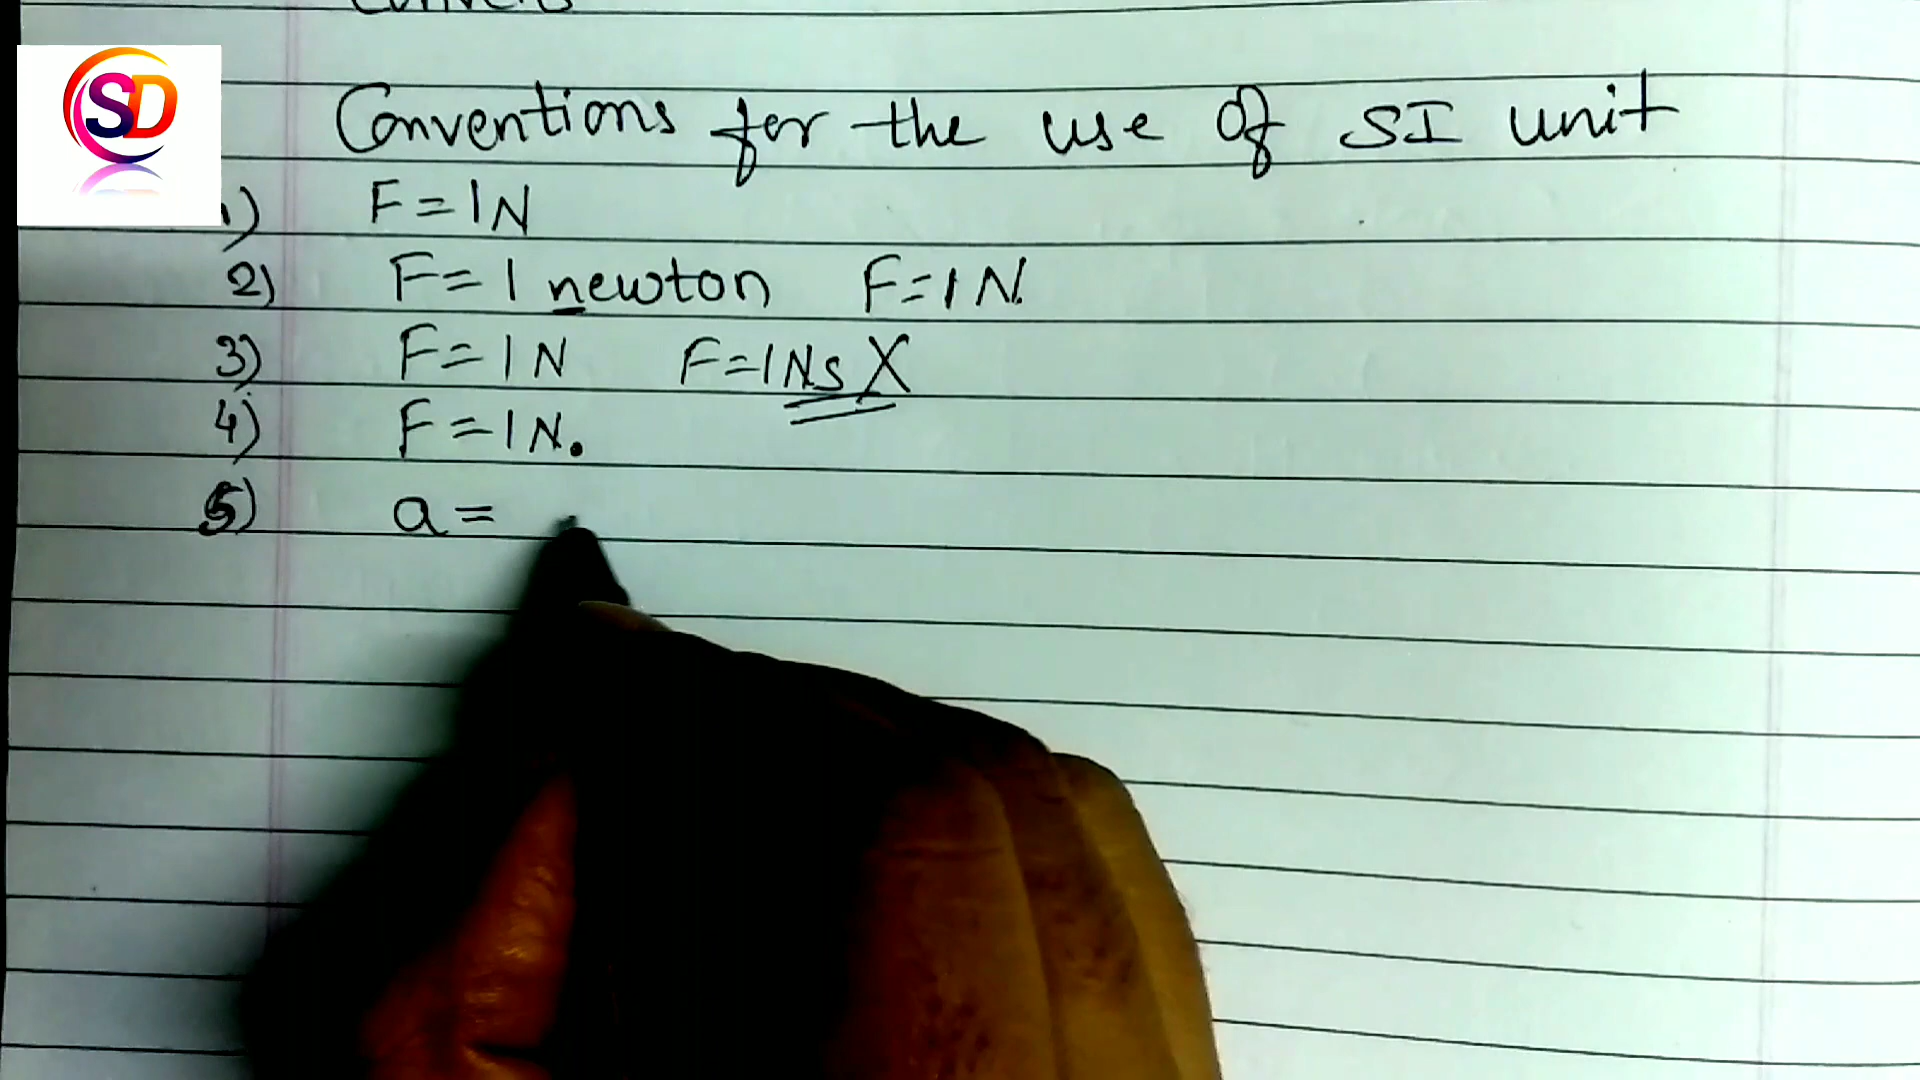 SD
Conventions for the use of SI unit
1) F=1N
2) F=1 newton F=1N.
3) F=1N F=1Ns X
4) F=1N.
5) a=